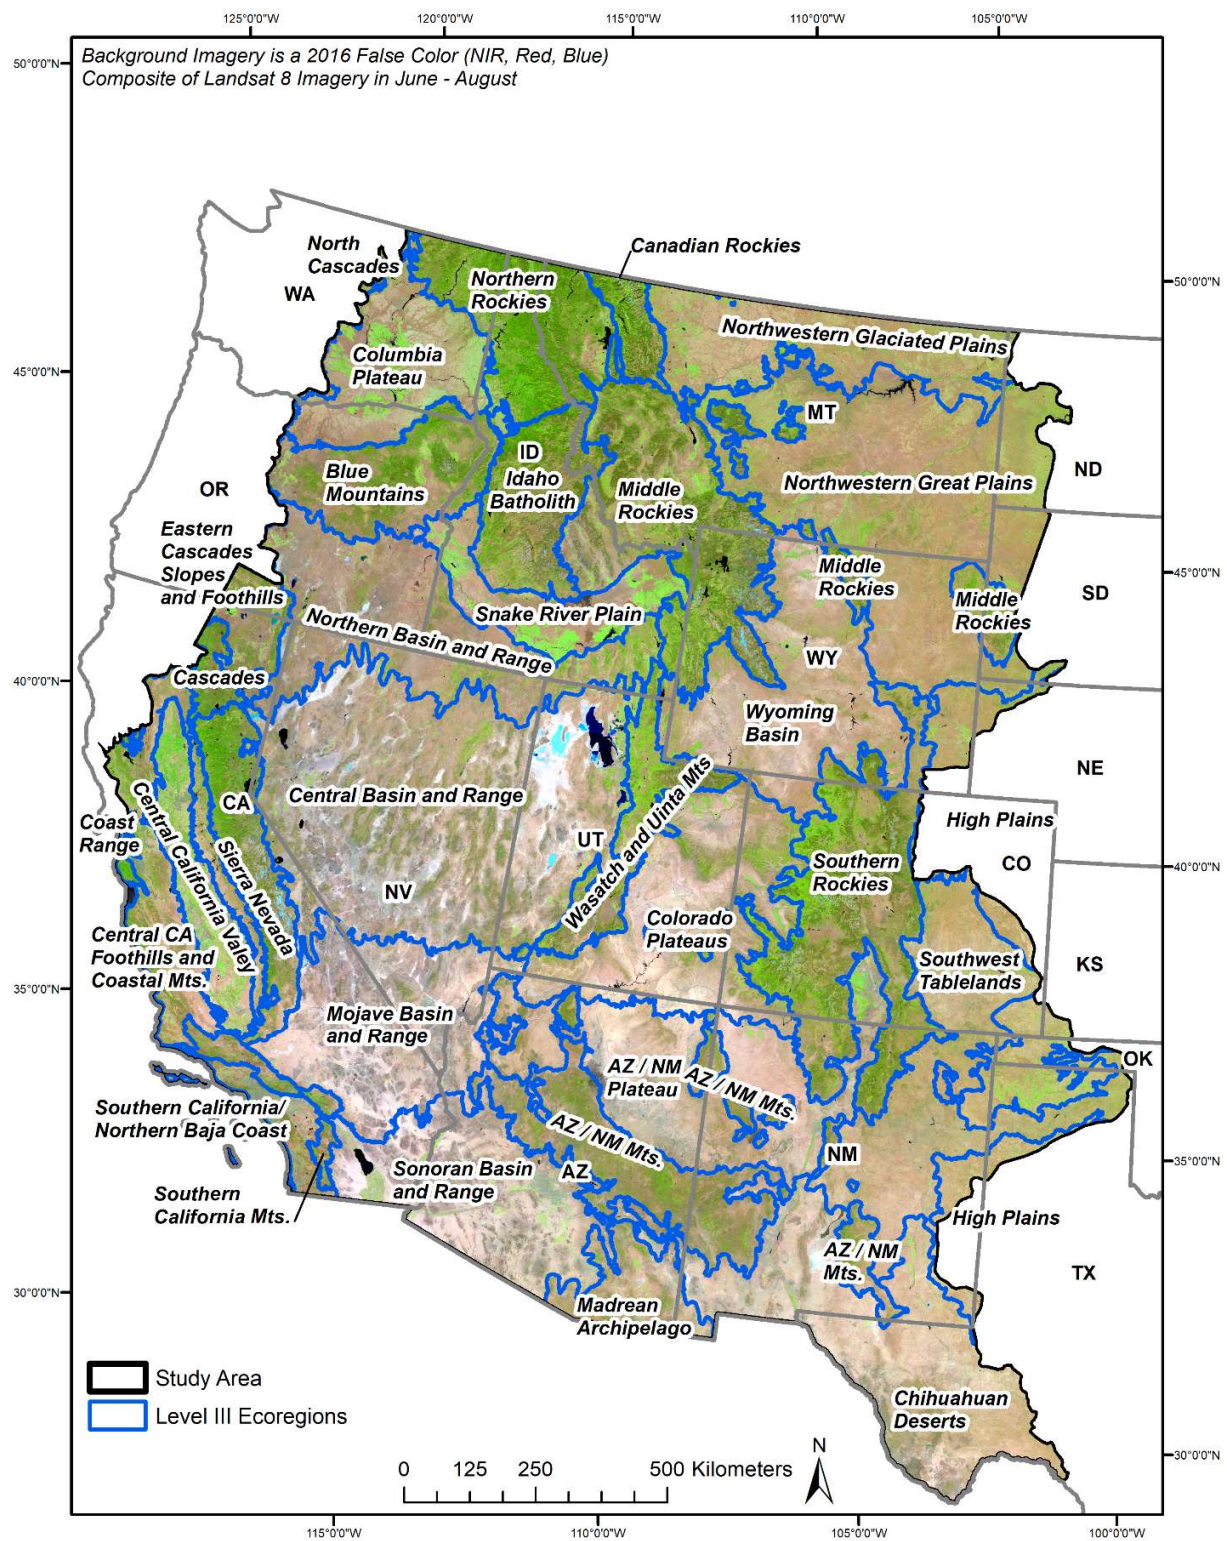 125°0'0"W 120°0'0"W 115°0'0"W 110°0'0"W 105°0'0"W
Background Imagery is a 2016 False Color (NIR, Red, Blue)
Composite of Landsat 8 Imagery in June - August
50°0'0"N
North
Cascades
Canadian Rockies
WA
Northern
Rockies
50°0'0"N
Northwestern Glaciated Plains
Columbia
Plateau
45°0'0"N
MT
ID
Idaho
Batholith
Blue
Mountains
Middle
Rockies
Northwestern Great Plains
ND
OR
Eastern
Cascades
Slopes
and Foothills
Middle
Rockies
45°0'0"N
SD
Middle
Rockies
Snake River Plain
Northern Basin and Range
WY
Cascades
40°0'0"N
Wyoming
Basin
NE
Central Basin and Range
CA
Coast
Range
Central California Valey
Sierra Nevada
UT
Wasatch and Uinta Mts
High Plains
CO
40°0'0"N
Southern
Rockies
NV
Colorado
Plateaus
Central CA
Foothills and
Coastal Mts.
Southwest
Tablelands
KS
35°0'0"N
Mojave Basin
and Range
OK
AZ / NM
Plateau
AZ / NM Mts.
Southern California/
Northern Baja Coast
AZ / NM Mts.
NM
35°0'0"N
Sonoran Basin
and Range
AZ
Southern
California Mts.
High Plains
AZ / NM
Mts.
TX
30°0'0"N
Madrean
Archipelago
Study Area
Level III Ecoregions
Chihuahuan
Deserts
N
30°0'0"N
0 125 250 500 Kilometers
115°0'0"W 110°0'0"W 105°0'0"W 100°0'0"W